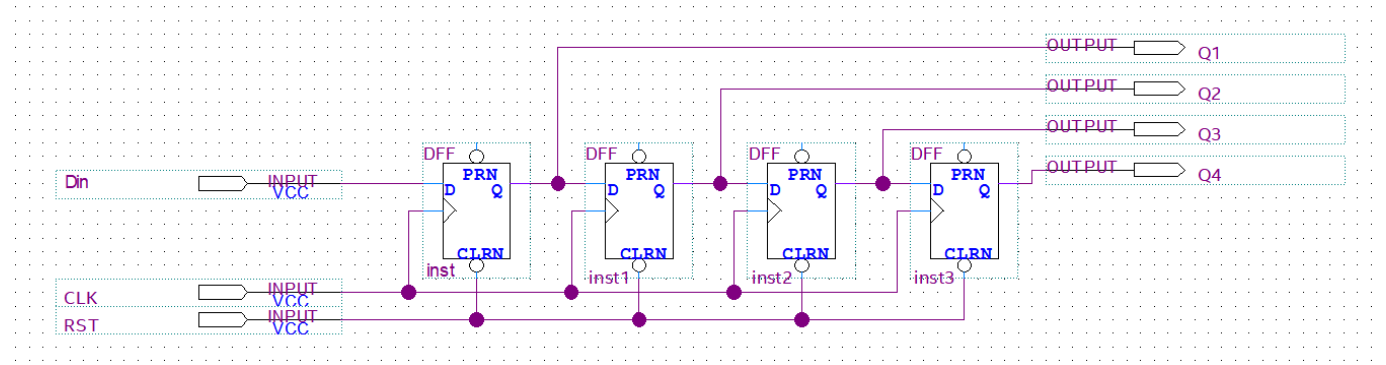 OUTPUT Q1
OUTPUT Q2
OUTPUT Q3
OUTPUT Q4
DFF DFF DFF DFF
PRN PRN PRN PRN
Din INPUT
VCC
D Q D Q D Q D Q
CLRN CLRN CLRN CLRN
inst inst1 inst2 inst3
CLK INPUT
VCC
RST INPUT
VCC